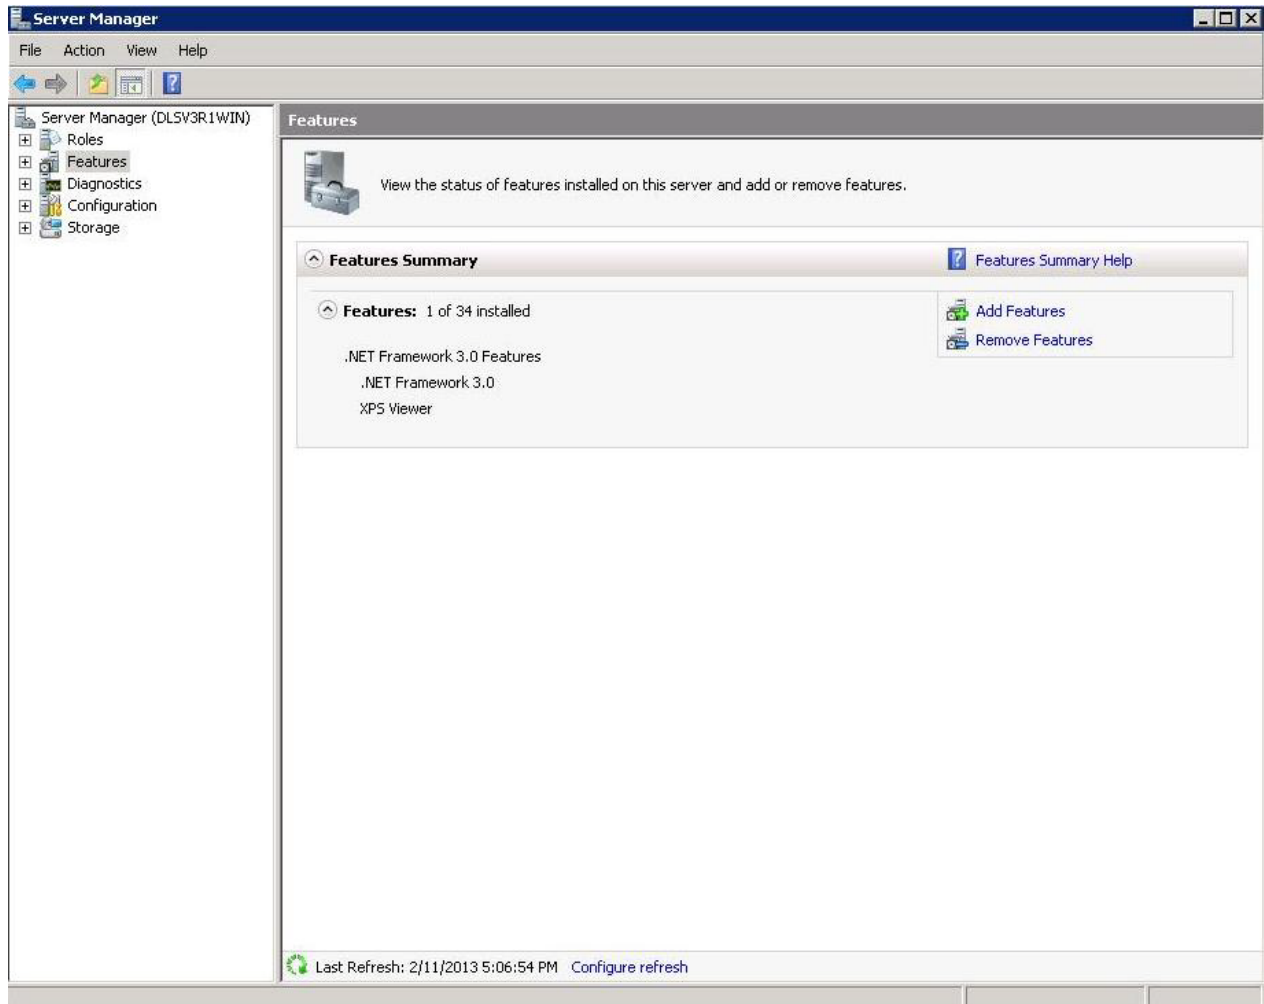 Server Manager
File Action View Help
Server Manager (DLSV3R1WIN)
Roles
Features
Diagnostics
Configuration
Storage
Features
View the status of features installed on this server and add or remove features.
Features Summary
Features Summary Help
Features: 1 of 34 installed
Add Features
Remove Features
.NET Framework 3.0 Features
.NET Framework 3.0
XPS Viewer
Last Refresh: 2/11/2013 5:06:54 PM Configure refresh